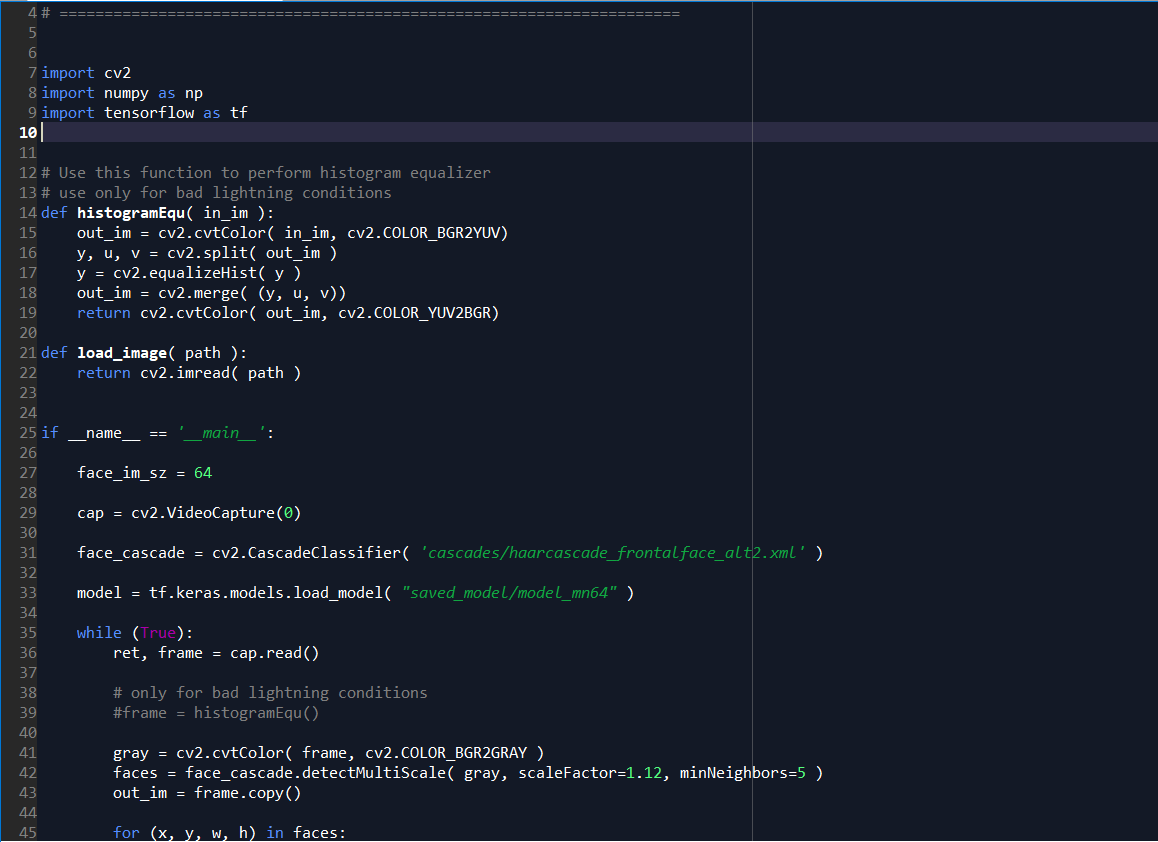 4 # =====================================================================
5
6
7 import cv2
8 import numpy as np
9 import tensorflow as tf
10
11
12 # Use this function to perform histogram equalizer
13 # use only for bad lightning conditions
14 def histogramEqu( in_im ):
15     out_im = cv2.cvtColor( in_im, cv2.COLOR_BGR2YUV)
16     y, u, v = cv2.split( out_im )
17     y = cv2.equalizeHist( y )
18     out_im = cv2.merge( (y, u, v))
19     return cv2.cvtColor( out_im, cv2.COLOR_YUV2BGR)
20
21 def load_image( path ):
22     return cv2.imread( path )
23
24
25 if __name__ == '__main__':
26
27     face_im_sz = 64
28
29     cap = cv2.VideoCapture(0)
30
31     face_cascade = cv2.CascadeClassifier( 'cascades/haarcascade_frontalface_alt2.xml' )
32
33     model = tf.keras.models.load_model( "saved_model/model_mn64" )
34
35     while (True):
36         ret, frame = cap.read()
37
38         # only for bad lightning conditions
39         #frame = histogramEqu()
40
41         gray = cv2.cvtColor( frame, cv2.COLOR_BGR2GRAY )
42         faces = face_cascade.detectMultiScale( gray, scaleFactor=1.12, minNeighbors=5 )
43         out_im = frame.copy()
44
45         for (x, y, w, h) in faces: